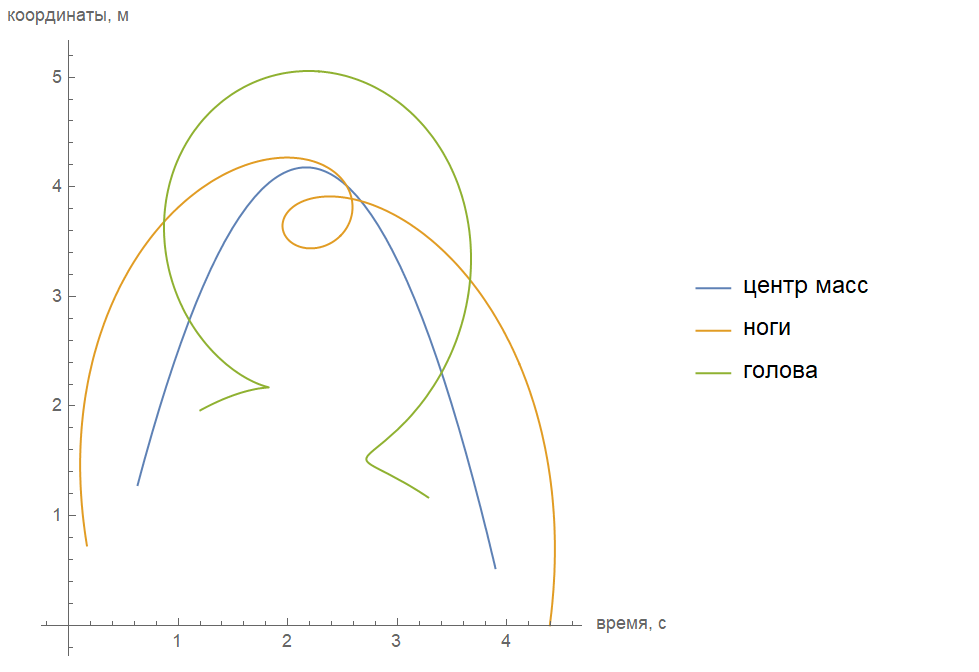 координаты, м
5
4
3
2
1
1 2 3 4
время, с
центр масс
ноги
голова